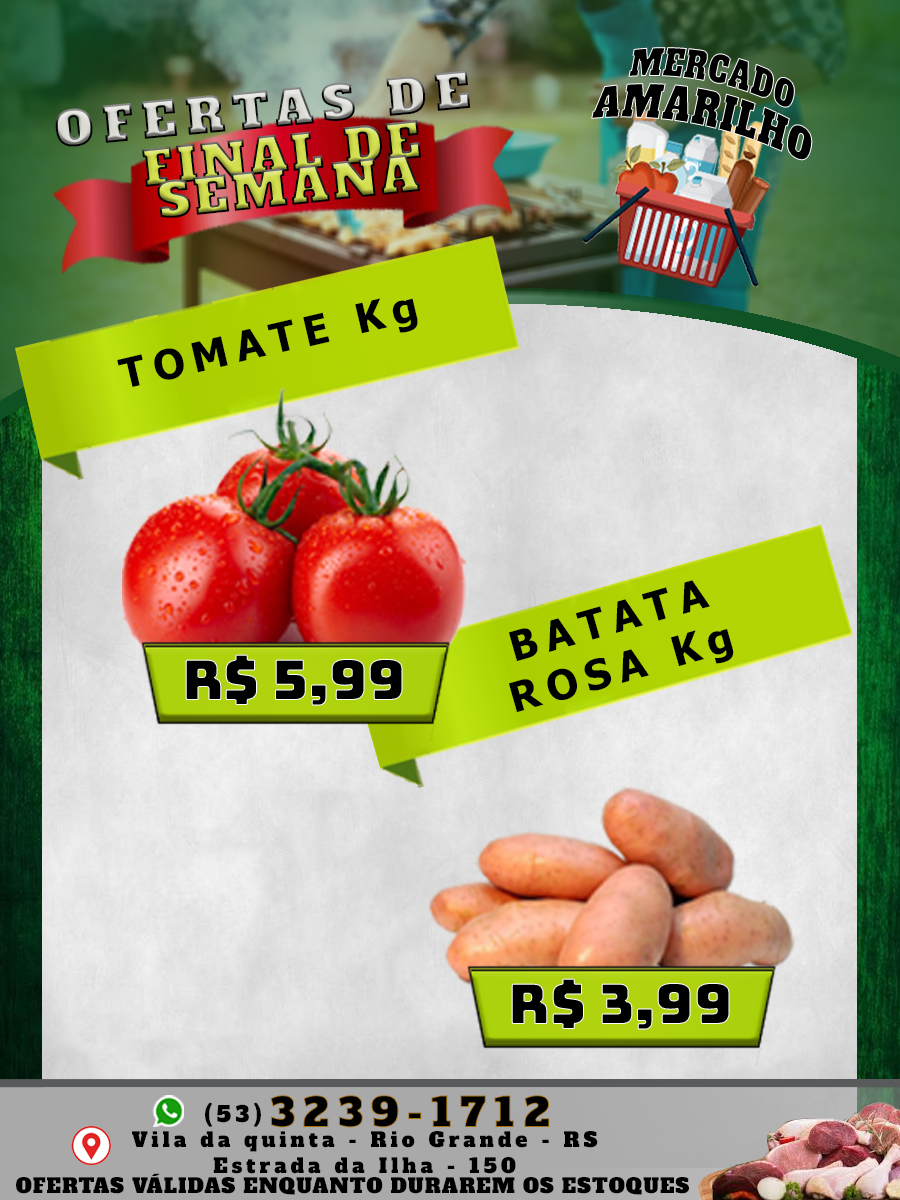 OFERTAS DE
FINAL DE
SEMANA
MERCADO
AMARILHO
TOMATE Kg
R$ 5,99
BATATA
ROSA Kg
R$ 3,99
(53) 3239-1712
Vila da quinta - Rio Grande - RS
Estrada da Ilha - 150
OFERTAS VÁLIDAS ENQUANTO DURAREM OS ESTOQUES